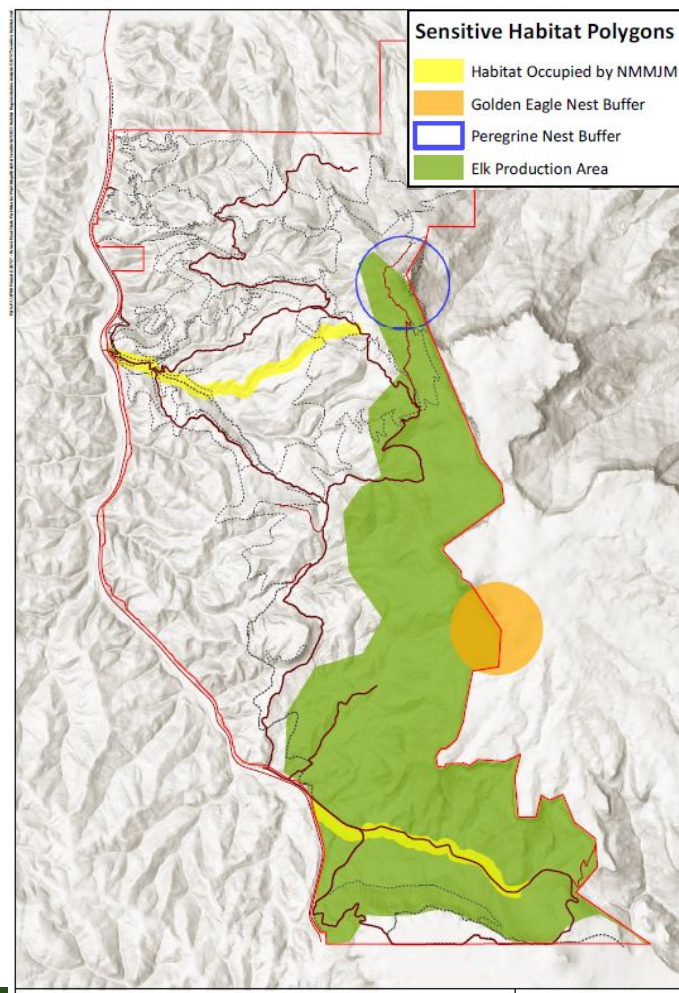 Sensitive Habitat Polygons
Habitat Occupied by NMMJM
Golden Eagle Nest Buffer
Peregrine Nest Buffer
Elk Production Area